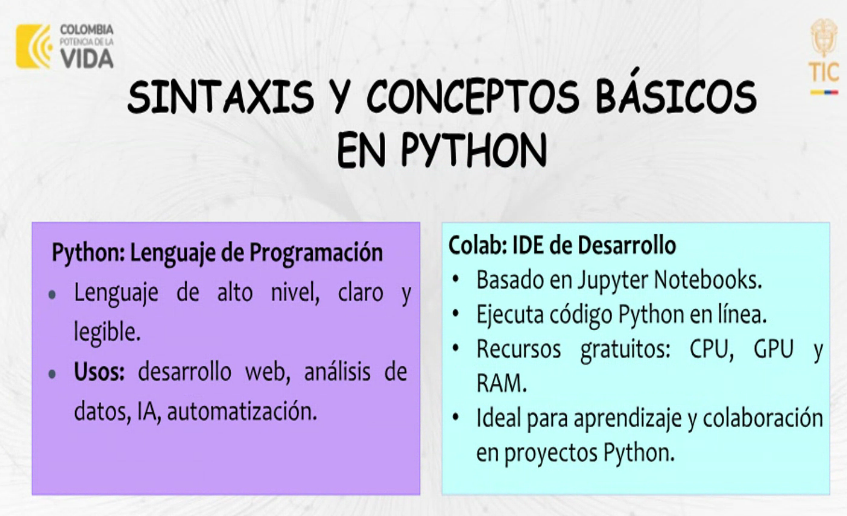 COLOMBIA
POTENCIA DE LA
VIDA
TIC
SINTAXIS Y CONCEPTOS BÁSICOS
EN PYTHON
Python: Lenguaje de Programación
• Lenguaje de alto nivel, claro y
legible.
• Usos: desarrollo web, análisis de
datos, IA, automatización.
Colab: IDE de Desarrollo
• Basado en Jupyter Notebooks.
• Ejecuta código Python en línea.
• Recursos gratuitos: CPU, GPU y
RAM.
• Ideal para aprendizaje y colaboración
en proyectos Python.